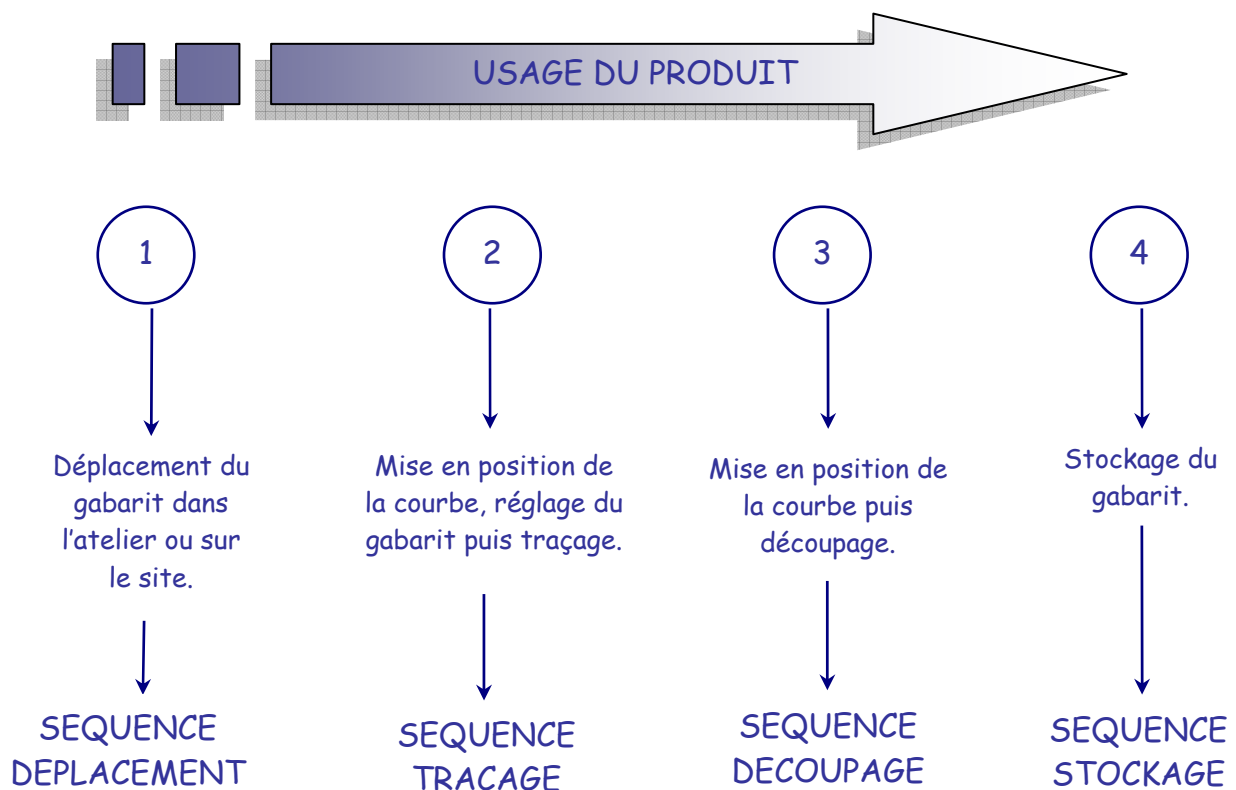 USAGE DU PRODUIT
1
2
3
4
Déplacement du
gabarit dans
l'atelier ou sur
le site.
Mise en position de
la courbe, réglage du
gabarit puis traçage.
Mise en position de
la courbe puis
découpage.
Stockage du
gabarit.
SEQUENCE
DEPLACEMENT
SEQUENCE
TRACAGE
SEQUENCE
DECOUPAGE
SEQUENCE
STOCKAGE